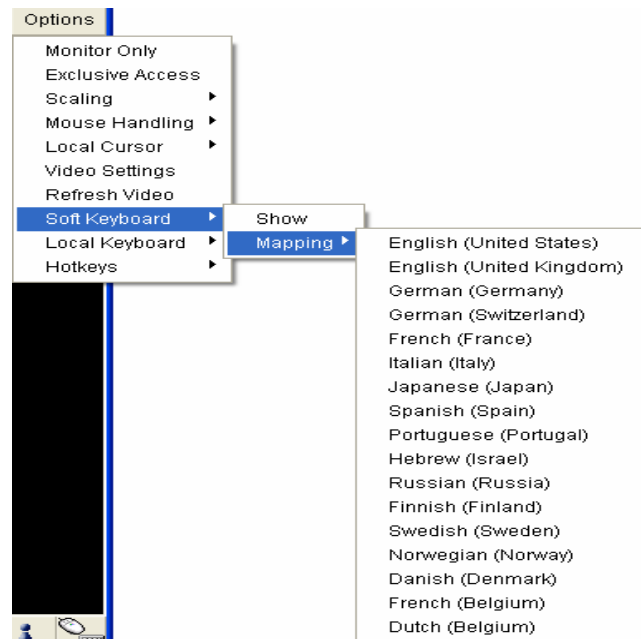 Options
Monitor Only
Exclusive Access
Scaling
Mouse Handling
Local Cursor
Video Settings
Refresh Video
Soft Keyboard
Local Keyboard
Hotkeys
Show
Mapping
English (United States)
English (United Kingdom)
German (Germany)
German (Switzerland)
French (France)
Italian (Italy)
Japanese (Japan)
Spanish (Spain)
Portuguese (Portugal)
Hebrew (Israel)
Russian (Russia)
Finnish (Finland)
Swedish (Sweden)
Norwegian (Norway)
Danish (Denmark)
French (Belgium)
Dutch (Belgium)